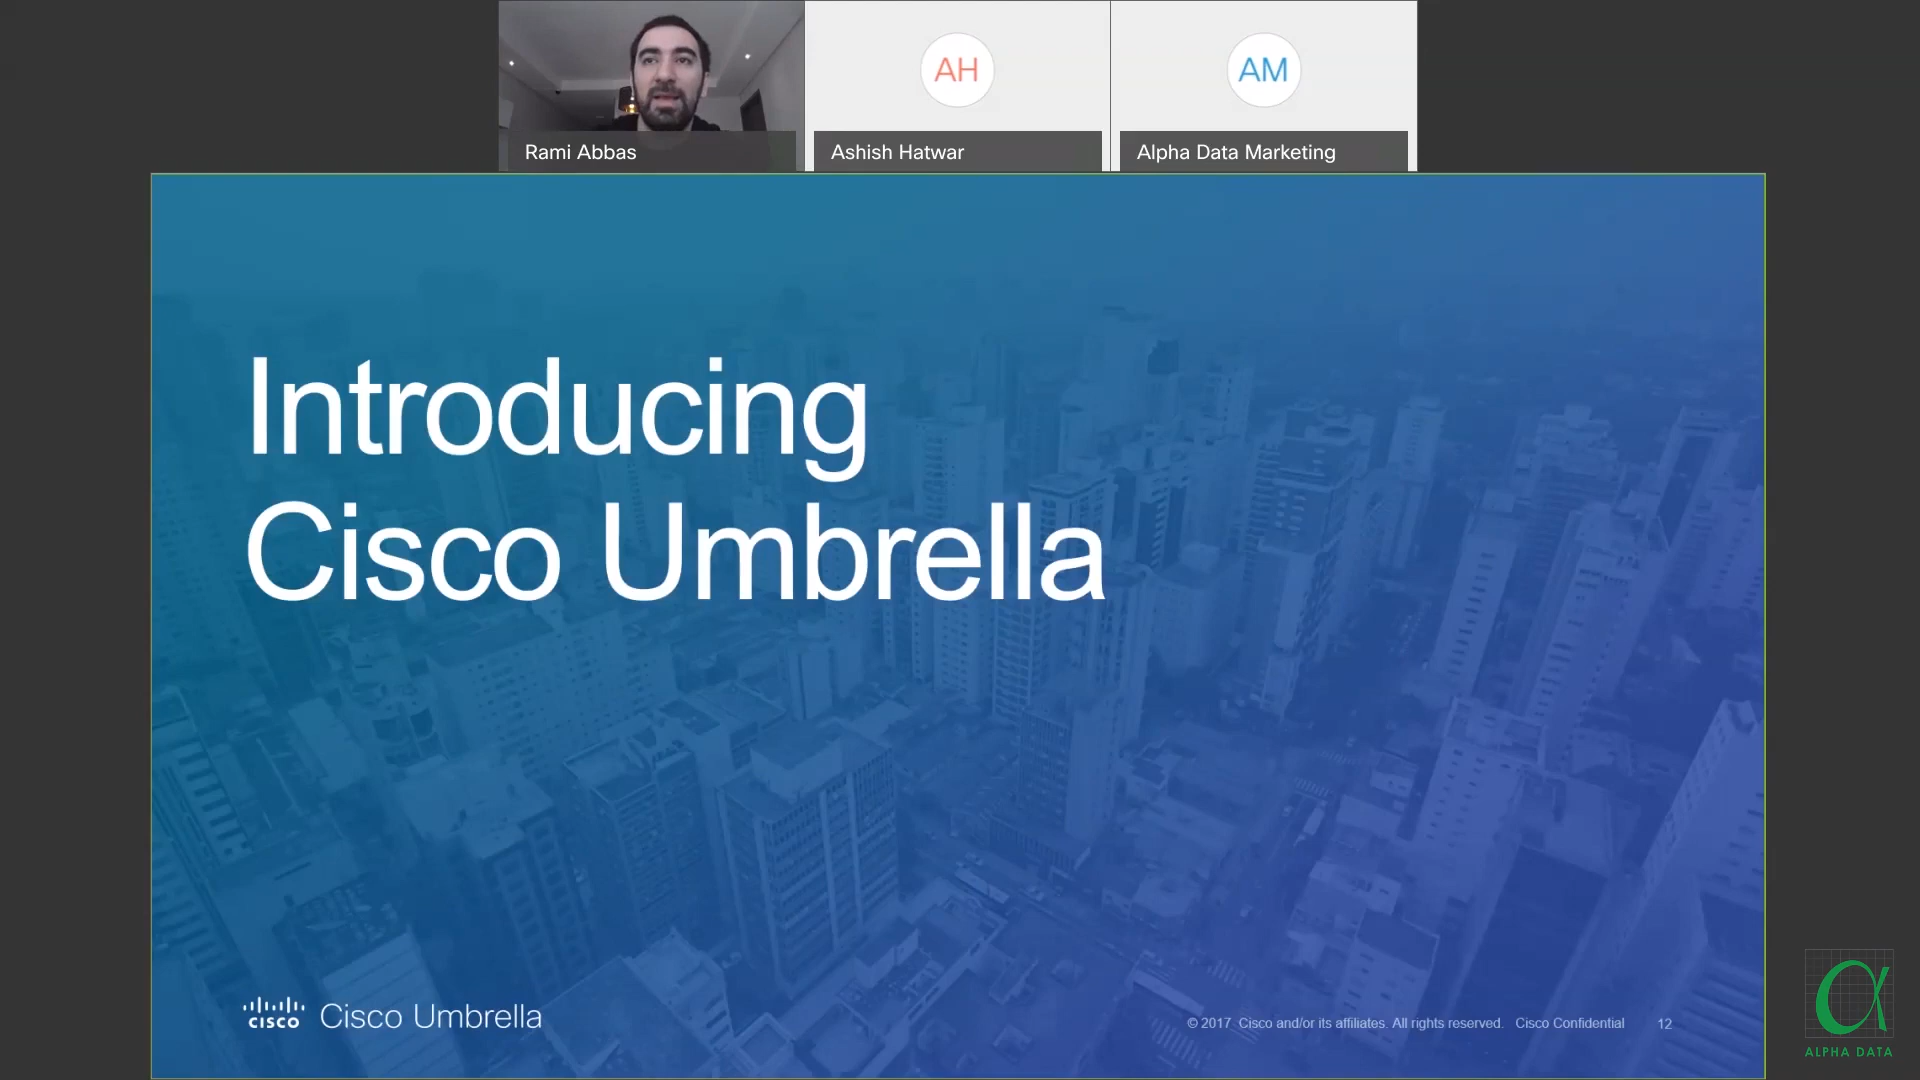 AH
AM
Rami Abbas
Ashish Hatwar
Alpha Data Marketing
Introducing
Cisco Umbrella
CISCO Cisco Umbrella
© 2017 Cisco and/or its affiliates. All rights reserved. Cisco Confidential 12
ALPHA DATA